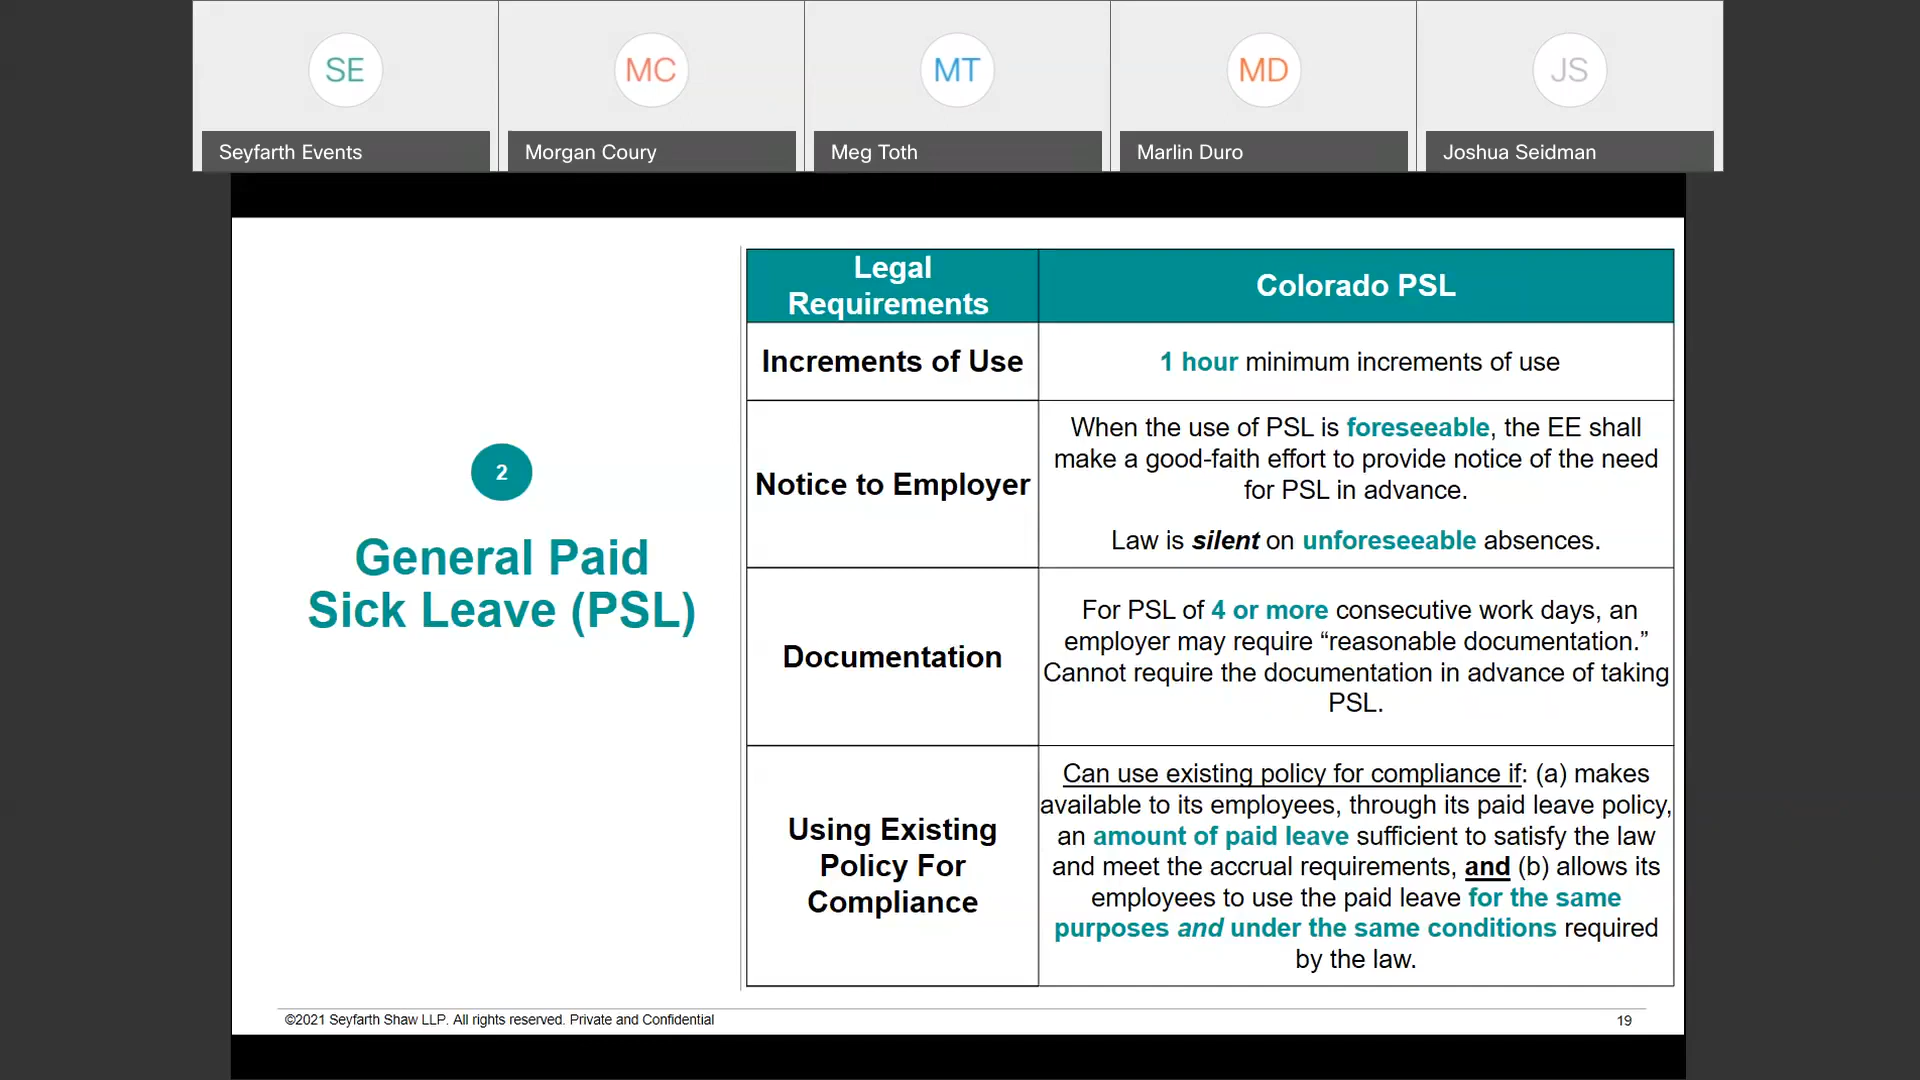 SE
MC
MT
MD
JS
Seyfarth Events
Morgan Coury
Meg Toth
Marlin Duro
Joshua Seidman
2
General Paid
Sick Leave (PSL)
Legal
Requirements
Colorado PSL
Increments of Use
1 hour minimum increments of use
Notice to Employer
When the use of PSL is foreseeable, the EE shall
make a good-faith effort to provide notice of the need
for PSL in advance.
Law is silent on unforeseeable absences.
Documentation
For PSL of 4 or more consecutive work days, an
employer may require “reasonable documentation.”
Cannot require the documentation in advance of taking
PSL.
Using Existing
Policy For
Compliance
Can use existing policy for compliance if: (a) makes
available to its employees, through its paid leave policy,
an amount of paid leave sufficient to satisfy the law
and meet the accrual requirements, and (b) allows its
employees to use the paid leave for the same
purposes and under the same conditions required
by the law.
©2021 Seyfarth Shaw LLP. All rights reserved. Private and Confidential
19